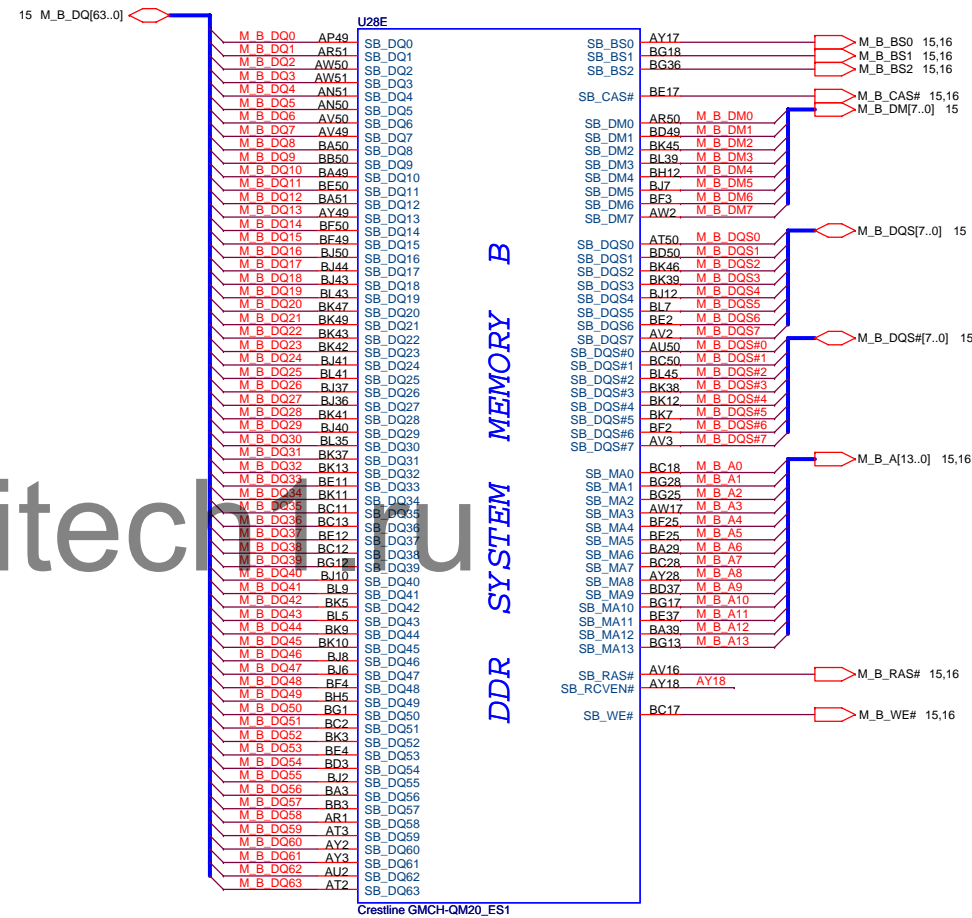 15 M_B_DQ[63..0]
U28E
M_B_DQ0 AP49 SB_DQ0
M_B_DQ1 AR51 SB_DQ1
M_B_DQ2 AW50 SB_DQ2
M_B_DQ3 AW51 SB_DQ3
M_B_DQ4 AN51 SB_DQ4
M_B_DQ5 AN50 SB_DQ5
M_B_DQ6 AV50 SB_DQ6
M_B_DQ7 AV49 SB_DQ7
M_B_DQ8 BA50 SB_DQ8
M_B_DQ9 BB50 SB_DQ9
M_B_DQ10 BA49 SB_DQ10
M_B_DQ11 BE50 SB_DQ11
M_B_DQ12 BA51 SB_DQ12
M_B_DQ13 AY49 SB_DQ13
M_B_DQ14 BF50 SB_DQ14
M_B_DQ15 BF49 SB_DQ15
M_B_DQ16 BJ50 SB_DQ16
M_B_DQ17 BJ44 SB_DQ17
M_B_DQ18 BJ43 SB_DQ18
M_B_DQ19 BL43 SB_DQ19
M_B_DQ20 BK47 SB_DQ20
M_B_DQ21 BK49 SB_DQ21
M_B_DQ22 BK43 SB_DQ22
M_B_DQ23 BK42 SB_DQ23
M_B_DQ24 BJ41 SB_DQ24
M_B_DQ25 BL41 SB_DQ25
M_B_DQ26 BJ37 SB_DQ26
M_B_DQ27 BJ36 SB_DQ27
M_B_DQ28 BK41 SB_DQ28
M_B_DQ29 BJ40 SB_DQ29
M_B_DQ30 BL35 SB_DQ30
M_B_DQ31 BK37 SB_DQ31
M_B_DQ32 BK13 SB_DQ32
M_B_DQ33 BE11 SB_DQ33
M_B_DQ34 BK11 SB_DQ34
M_B_DQ35 BC11 SB_DQ35
M_B_DQ36 BC13 SB_DQ36
M_B_DQ37 BE12 SB_DQ37
M_B_DQ38 BC12 SB_DQ38
M_B_DQ39 BG12 SB_DQ39
M_B_DQ40 BJ10 SB_DQ40
M_B_DQ41 BL9 SB_DQ41
M_B_DQ42 BK5 SB_DQ42
M_B_DQ43 BL5 SB_DQ43
M_B_DQ44 BK9 SB_DQ44
M_B_DQ45 BK10 SB_DQ45
M_B_DQ46 BJ8 SB_DQ46
M_B_DQ47 BJ6 SB_DQ47
M_B_DQ48 BF4 SB_DQ48
M_B_DQ49 BH5 SB_DQ49
M_B_DQ50 BG1 SB_DQ50
M_B_DQ51 BC2 SB_DQ51
M_B_DQ52 BK3 SB_DQ52
M_B_DQ53 BE4 SB_DQ53
M_B_DQ54 BD3 SB_DQ54
M_B_DQ55 BJ2 SB_DQ55
M_B_DQ56 BA3 SB_DQ56
M_B_DQ57 BB3 SB_DQ57
M_B_DQ58 AR1 SB_DQ58
M_B_DQ59 AT3 SB_DQ59
M_B_DQ60 AY2 SB_DQ60
M_B_DQ61 AY3 SB_DQ61
M_B_DQ62 AU2 SB_DQ62
M_B_DQ63 AT2 SB_DQ63
itech1.ru
DDR SYSTEM MEMORY B
SB_BS0 AY17 M_B_BS0 15,16
SB_BS1 BG18 M_B_BS1 15,16
SB_BS2 BG36 M_B_BS2 15,16
SB_CAS# BE17 M_B_CAS# 15,16
M_B_DM[7..0] 15
SB_DM0 AR50 M_B_DM0
SB_DM1 BD49 M_B_DM1
SB_DM2 BK45 M_B_DM2
SB_DM3 BL39 M_B_DM3
SB_DM4 BH12 M_B_DM4
SB_DM5 BJ7 M_B_DM5
SB_DM6 BF3 M_B_DM6
SB_DM7 AW2 M_B_DM7
M_B_DQS[7..0] 15
SB_DQS0 AT50 M_B_DQS0
SB_DQS1 BD50 M_B_DQS1
SB_DQS2 BK46 M_B_DQS2
SB_DQS3 BK39 M_B_DQS3
SB_DQS4 BJ12 M_B_DQS4
SB_DQS5 BL7 M_B_DQS5
SB_DQS6 BE2 M_B_DQS6
SB_DQS7 AV2 M_B_DQS7
M_B_DQS#[7..0] 15
SB_DQS#0 AU50 M_B_DQS#0
SB_DQS#1 BC50 M_B_DQS#1
SB_DQS#2 BL45 M_B_DQS#2
SB_DQS#3 BK38 M_B_DQS#3
SB_DQS#4 BK12 M_B_DQS#4
SB_DQS#5 BK7 M_B_DQS#5
SB_DQS#6 BF2 M_B_DQS#6
SB_DQS#7 AV3 M_B_DQS#7
M_B_A[13..0] 15,16
SB_MA0 BC18 M_B_A0
SB_MA1 BG28 M_B_A1
SB_MA2 BG25 M_B_A2
SB_MA3 AW17 M_B_A3
SB_MA4 BF25 M_B_A4
SB_MA5 BE25 M_B_A5
SB_MA6 BA29 M_B_A6
SB_MA7 BC28 M_B_A7
SB_MA8 AY28 M_B_A8
SB_MA9 BD37 M_B_A9
SB_MA10 BG17 M_B_A10
SB_MA11 BE37 M_B_A11
SB_MA12 BA39 M_B_A12
SB_MA13 BG13 M_B_A13
SB_RAS# AV16 M_B_RAS# 15,16
SB_RCVEN# AY18 AY18
SB_WE# BC17 M_B_WE# 15,16
Crestline GMCH-QM20_ES1